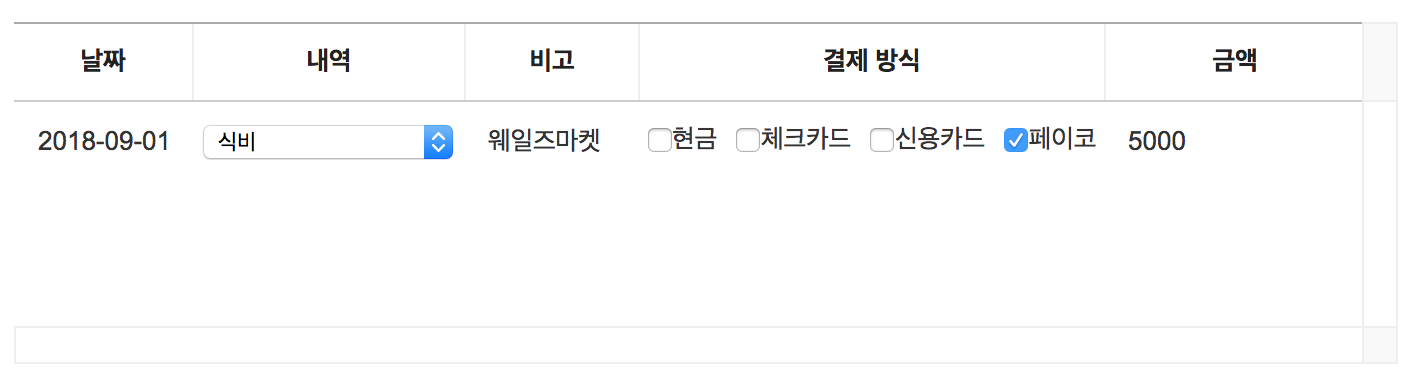 날짜 내역 비고 결제 방식 금액
2018-09-01 식비 웨일즈마켓 현금 체크카드 신용카드 페이코 5000